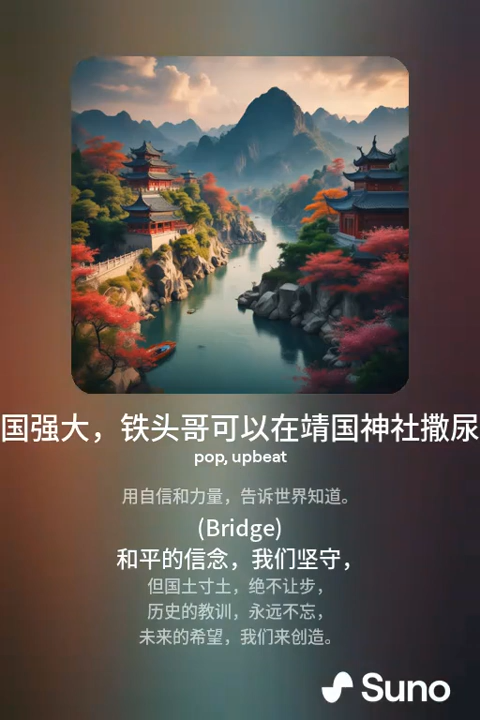 国强大，铁头哥可以在靖国神社撒尿
pop, upbeat
用自信和力量，告诉世界知道。
(Bridge)
和平的信念，我们坚守，
但国土寸土，绝不让步，
历史的教训，永远不忘，
未来的希望，我们来创造。
Suno